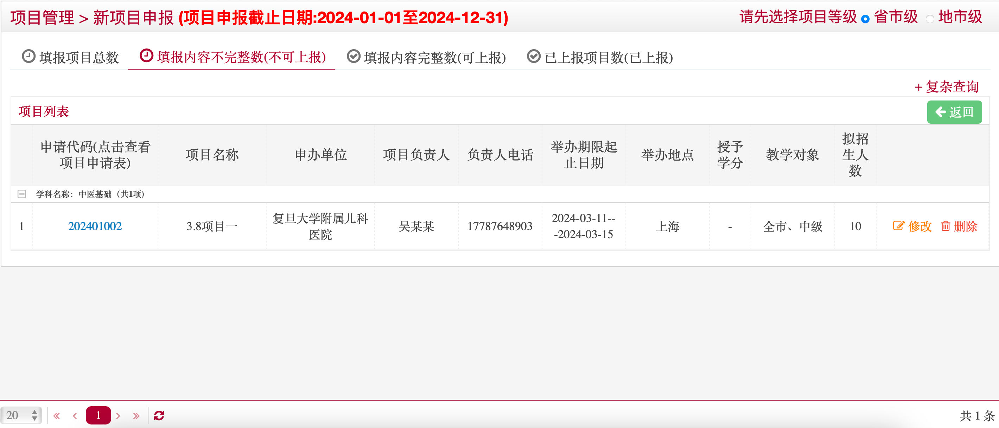 项目管理 > 新项目申报 (项目申报截止日期:2024-01-01至2024-12-31)
请先选择项目等级 省市级 地市级
填报项目总数 填报内容不完整数(不可上报) 填报内容完整数(可上报) 已上报项目数(已上报)
+ 复杂查询
项目列表
返回
申请代码(点击查看
项目申请表)
项目名称
申办单位
项目负责人
负责人电话
举办期限起
止日期
举办地点
授予
学分
教学对象
拟招
生人
数
学科名称：中医基础（共1项)
1
202401002
3.8项目一
复旦大学附属儿科
医院
吴某某
17787648903
2024-03-11--
-2024-03-15
上海
-
全市、中级
10
修改 删除
20
« ‹ 1 › »
共 1 条